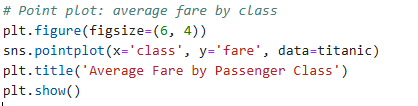 # Point plot: average fare by class
plt.figure(figsize=(6, 4))
sns.pointplot(x='class', y='fare', data=titanic)
plt.title('Average Fare by Passenger Class')
plt.show()